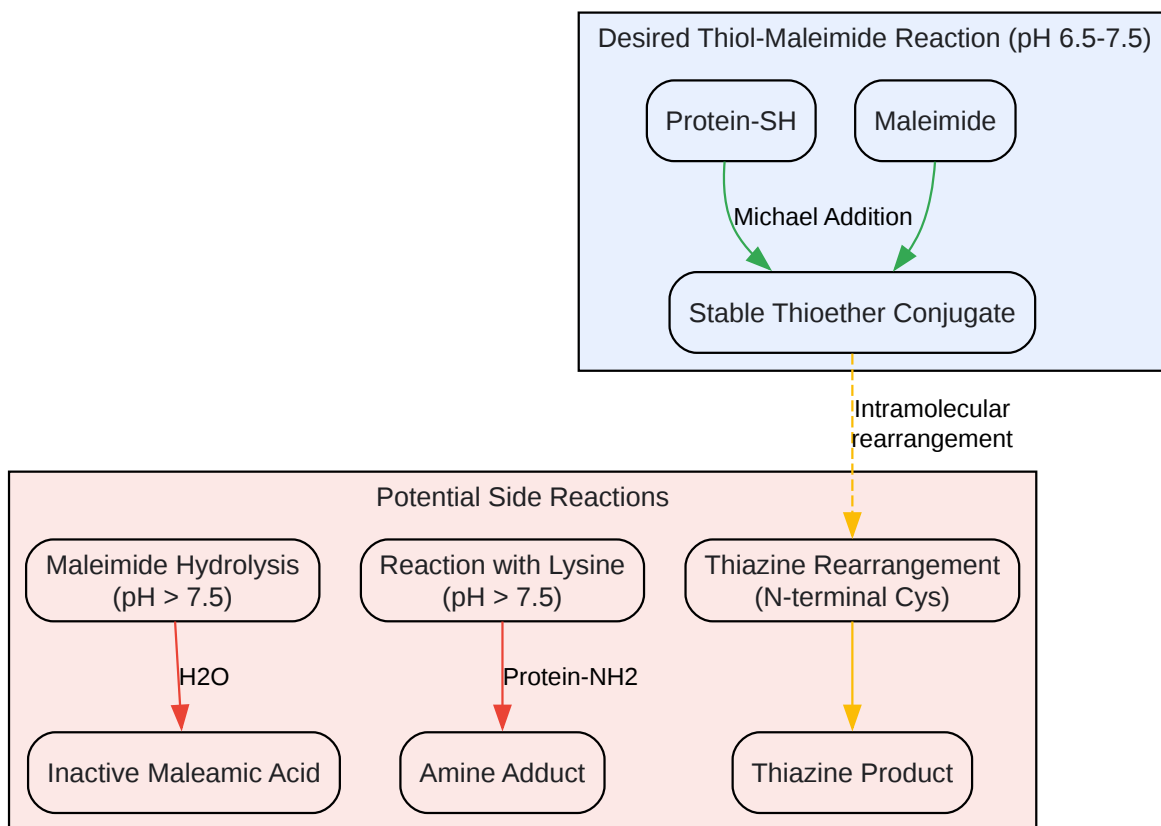 Desired Thiol-Maleimide Reaction (pH 6.5-7.5)
Protein-SH
Maleimide
Michael Addition
Stable Thioether Conjugate
Intramolecular
rearrangement
Potential Side Reactions
Maleimide Hydrolysis
(pH > 7.5)
Reaction with Lysine
(pH > 7.5)
Thiazine Rearrangement
(N-terminal Cys)
H2O
Protein-NH2
Inactive Maleamic Acid
Amine Adduct
Thiazine Product